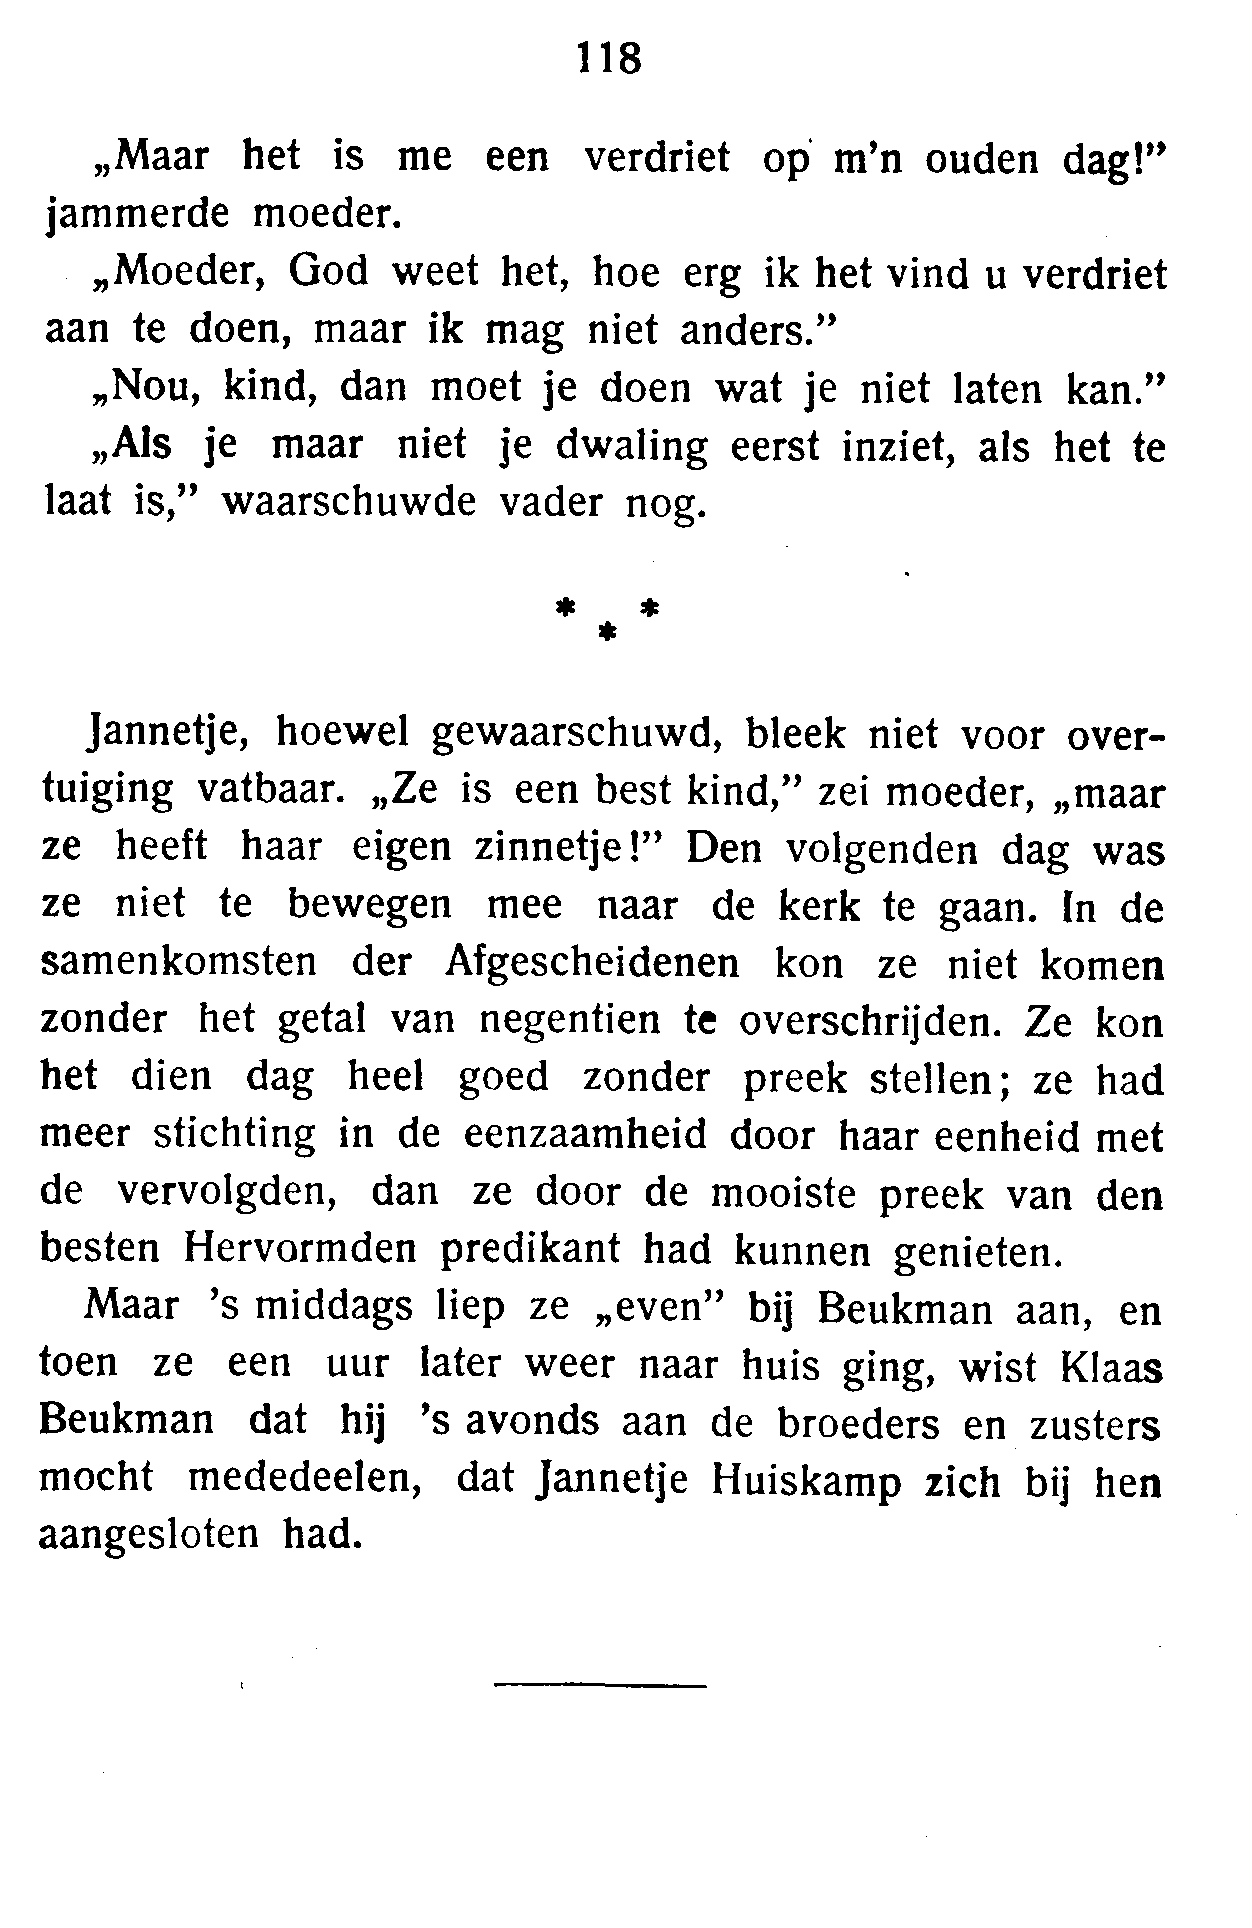 118
„Maar het is me een verdriet op m'n ouden dag!”
jammerde moeder.
„Moeder, God weet het, hoe erg ik het vind u verdriet
aan te doen, maar ik mag niet anders.”
„Nou, kind, dan moet je doen wat je niet laten kan.”
„Als je maar niet je dwaling eerst inziet, als het te
laat is,” waarschuwde vader nog.
* *
*
Jannetje, hoewel gewaarschuwd, bleek niet voor over-
tuiging vatbaar. „Ze is een best kind,” zei moeder, „maar
ze heeft haar eigen zinnetje!” Den volgenden dag was
ze niet te bewegen mee naar de kerk te gaan. In de
samenkomsten der Afgescheidenen kon ze niet komen
zonder het getal van negentien te overschrijden. Ze kon
het dien dag heel goed zonder preek stellen; ze had
meer stichting in de eenzaamheid door haar eenheid met
de vervolgden, dan ze door de mooiste preek van den
besten Hervormden predikant had kunnen genieten.
Maar 's middags liep ze „even” bij Beukman aan, en
toen ze een uur later weer naar huis ging, wist Klaas
Beukman dat hij 's avonds aan de broeders en zusters
mocht mededeelen, dat Jannetje Huiskamp zich bij hen
aangesloten had.